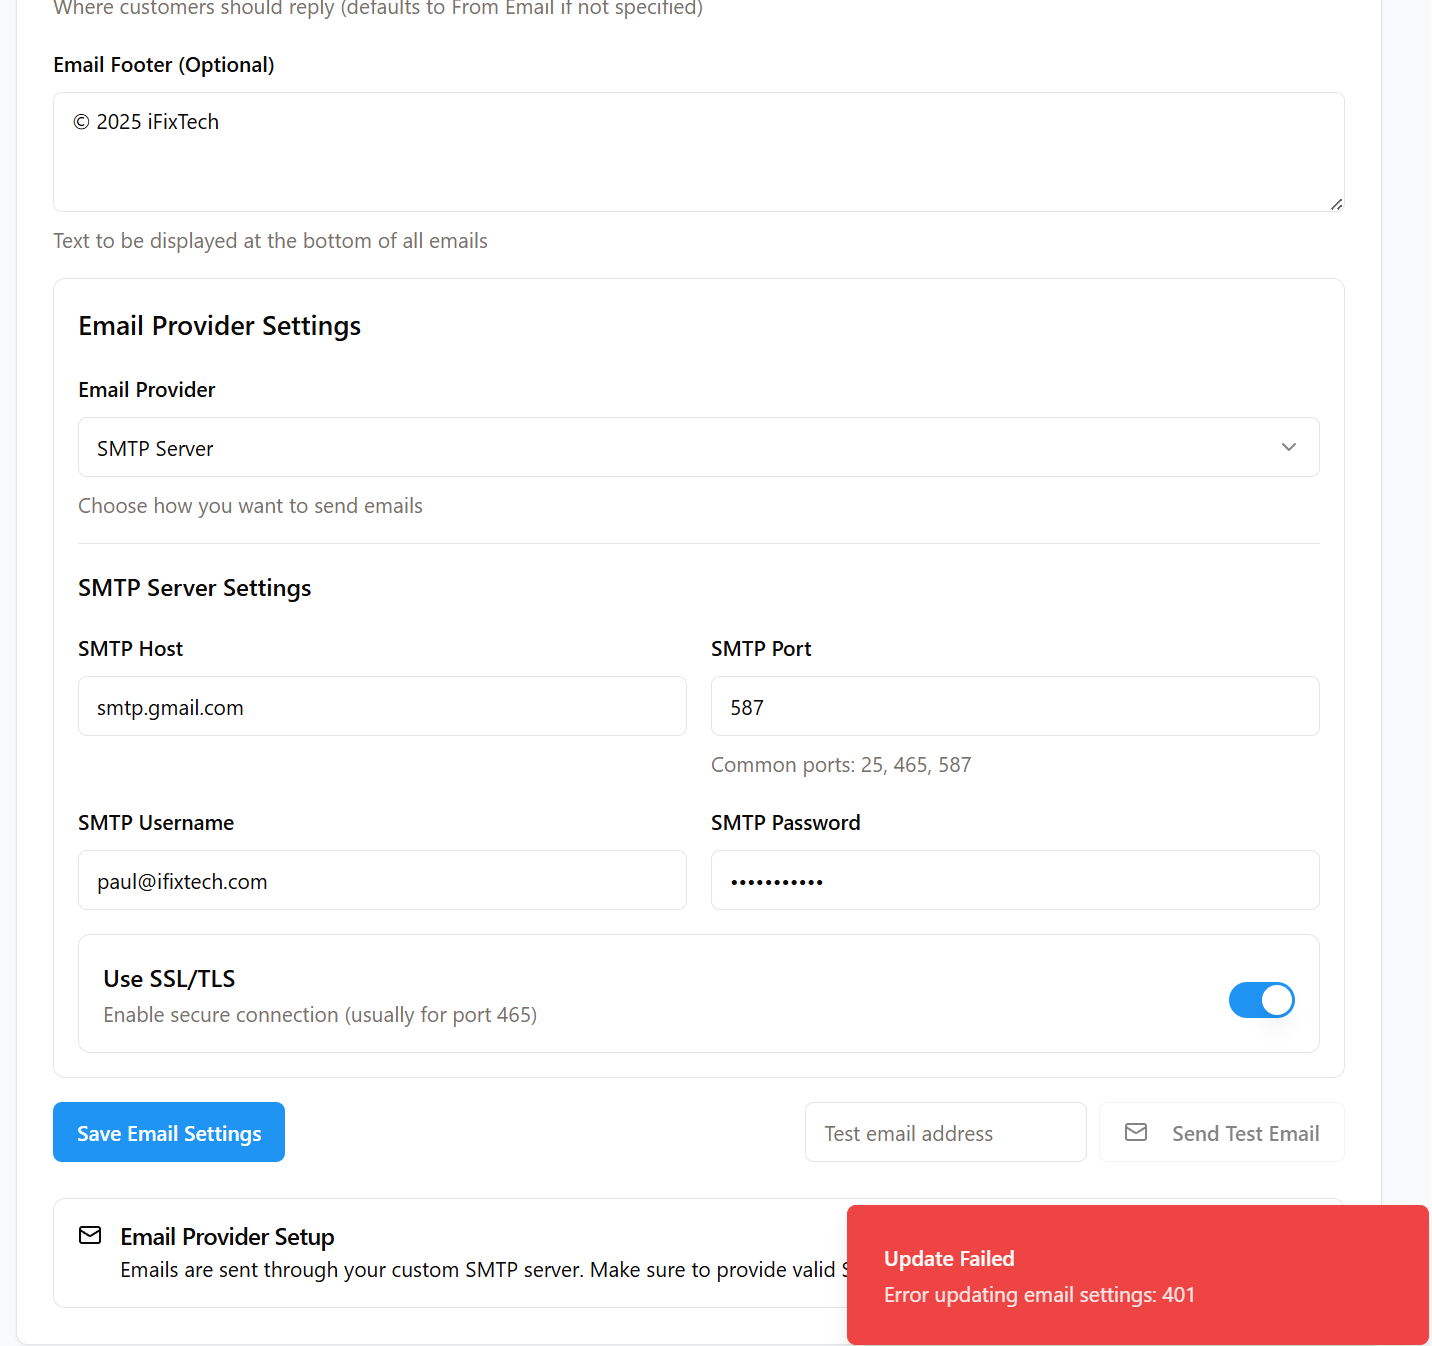 Where customers should reply (defaults to From Email if not specified)
Email Footer (Optional)
© 2025 iFixTech
Text to be displayed at the bottom of all emails
Email Provider Settings
Email Provider
SMTP Server
Choose how you want to send emails
SMTP Server Settings
SMTP Host
SMTP Port
smtp.gmail.com
587
Common ports: 25, 465, 587
SMTP Username
SMTP Password
paul@ifixtech.com
•••••••••••
Use SSL/TLS
Enable secure connection (usually for port 465)
Save Email Settings
Test email address
Send Test Email
Email Provider Setup
Emails are sent through your custom SMTP server. Make sure to provide valid
Update Failed
Error updating email settings: 401